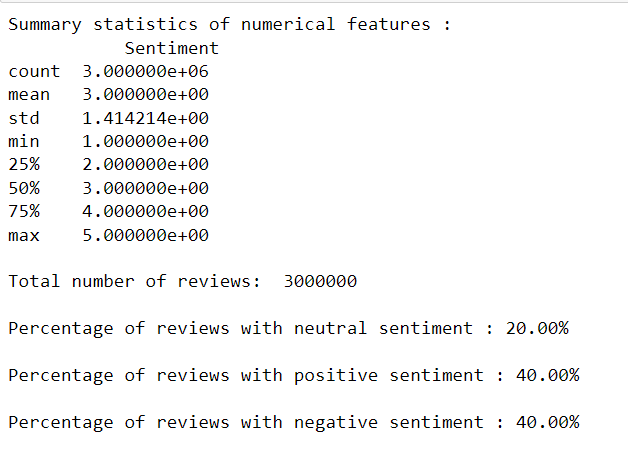 Summary statistics of numerical features :
Sentiment
count 3.000000e+06
mean 3.000000e+00
std 1.414214e+00
min 1.000000e+00
25% 2.000000e+00
50% 3.000000e+00
75% 4.000000e+00
max 5.000000e+00
Total number of reviews: 3000000
Percentage of reviews with neutral sentiment : 20.00%
Percentage of reviews with positive sentiment : 40.00%
Percentage of reviews with negative sentiment : 40.00%